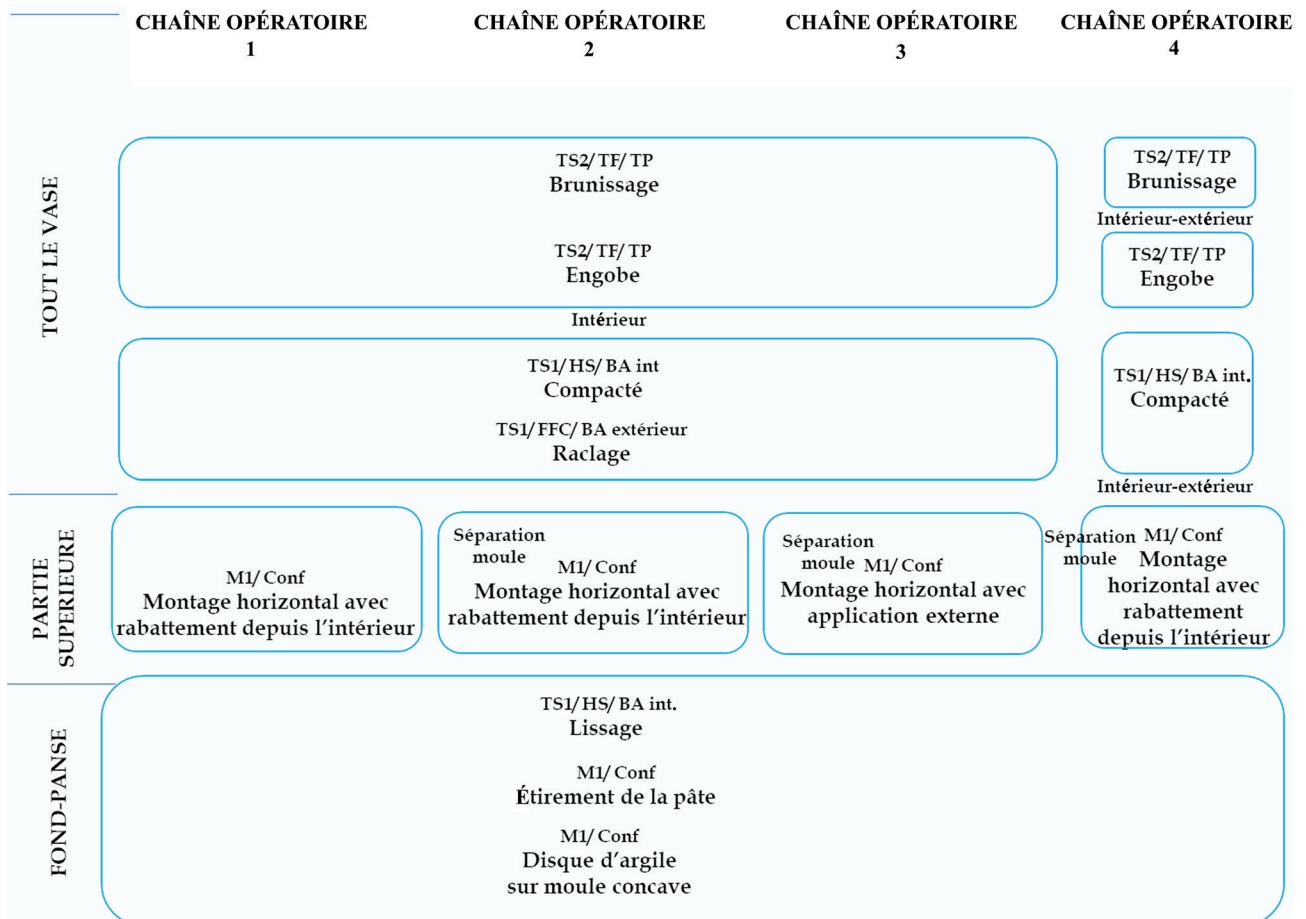 CHAÎNE OPÉRATOIRE
1
CHAÎNE OPÉRATOIRE
2
CHAÎNE OPÉRATOIRE
3
CHAÎNE OPÉRATOIRE
4
TOUT LE VASE
TS2/TF/TP
Brunissage
TS2/TF/TP
Engobe
Intérieur
TS1/HS/BA int
Compacté
TS1/FFC/BA extérieur
Raclage
TS2/TF/TP
Brunissage
Intérieur-extérieur
TS2/TF/TP
Engobe
TS1/HS/BA int.
Compacté
Intérieur-extérieur
PARTIE
SUPERIEURE
M1/Conf
Montage horizontal avec
rabattement depuis l’intérieur
Séparation
moule
M1/Conf
Montage horizontal avec
rabattement depuis l’intérieur
Séparation
moule M1/Conf
Montage horizontal avec
application externe
Séparation M1/Conf
moule Montage
horizontal avec
rabattement
depuis l’intérieur
FOND-PANSE
TS1/HS/BA int.
Lissage
M1/Conf
Étirement de la pâte
M1/Conf
Disque d’argile
sur moule concave